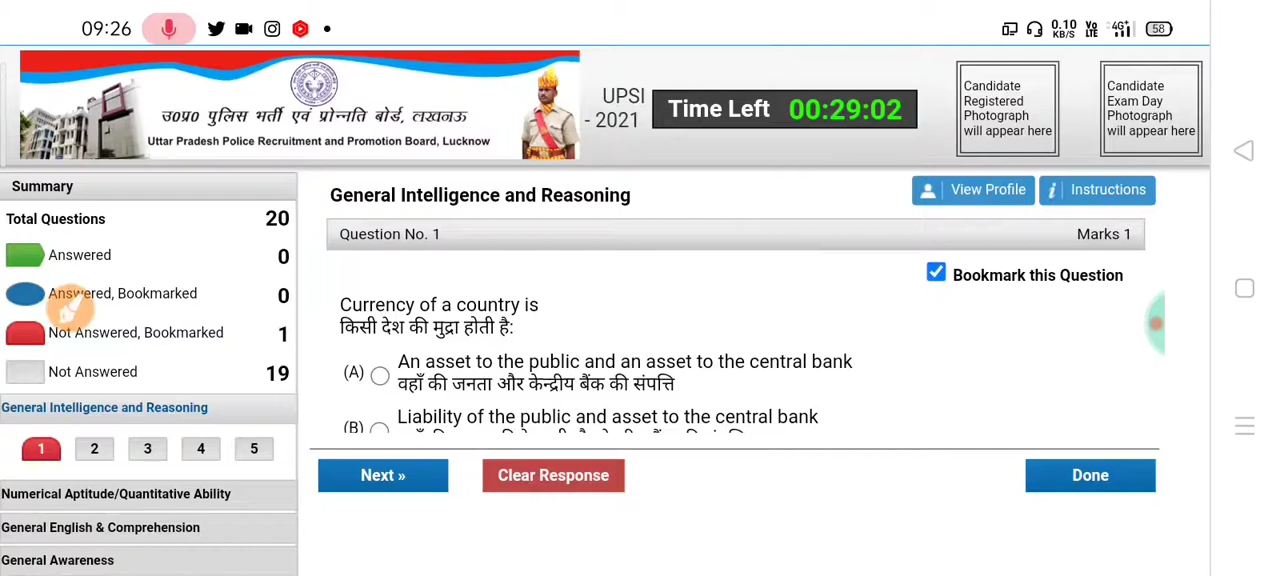 09:26
0.10
KB/S
Vo
LTE
4G+
58
उ०प्र० पुलिस भर्ती एवं प्रोन्नति बोर्ड, लखनऊ
Uttar Pradesh Police Recruitment and Promotion Board, Lucknow
UPSI
- 2021
Time Left 00:29:02
Candidate
Registered
Photograph
will appear here
Candidate
Exam Day
Photograph
will appear here
Summary
Total Questions 20
Answered 0
Answered, Bookmarked 0
Not Answered, Bookmarked 1
Not Answered 19
General Intelligence and Reasoning
1 2 3 4 5
Numerical Aptitude/Quantitative Ability
General English & Comprehension
General Awareness
General Intelligence and Reasoning
View Profile
i Instructions
Question No. 1 Marks 1
Bookmark this Question
Currency of a country is
किसी देश की मुद्रा होती है:
(A) An asset to the public and an asset to the central bank
वहाँ की जनता और केन्द्रीय बैंक की संपत्ति
(B) Liability of the public and asset to the central bank
Next »
Clear Response
Done